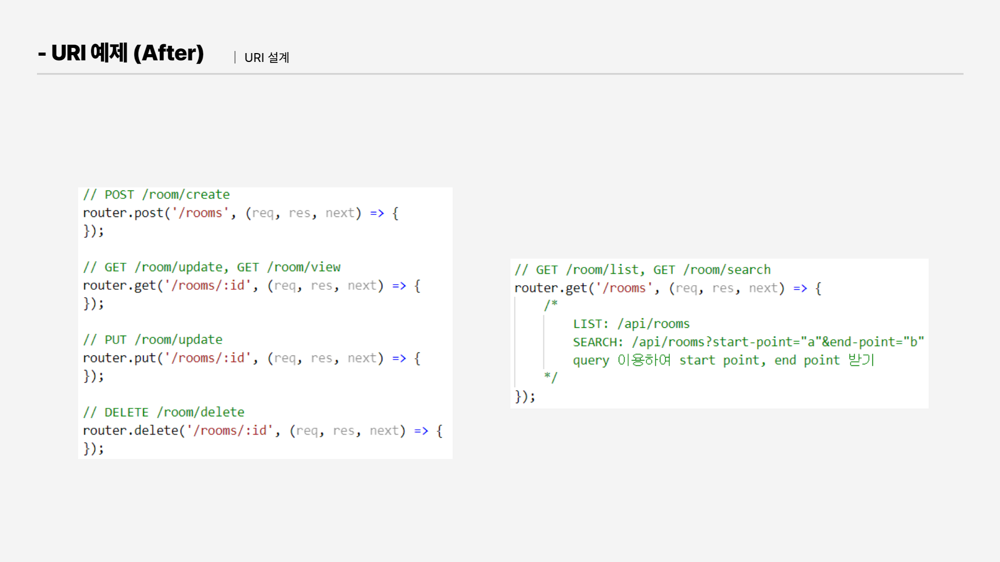 - URI 예제 (After)
| URI 설계
// POST /room/create
router.post('/rooms', (req, res, next) => {
});
// GET /room/update, GET /room/view
router.get('/rooms/:id', (req, res, next) => {
});
// PUT /room/update
router.put('/rooms/:id', (req, res, next) => {
});
// DELETE /room/delete
router.delete('/rooms/:id', (req, res, next) => {
});
// GET /room/list, GET /room/search
router.get('/rooms', (req, res, next) => {
/*
LIST: /api/rooms
SEARCH: /api/rooms?start-point="a"&end-point="b"
query 이용하여 start point, end point 받기
*/
});